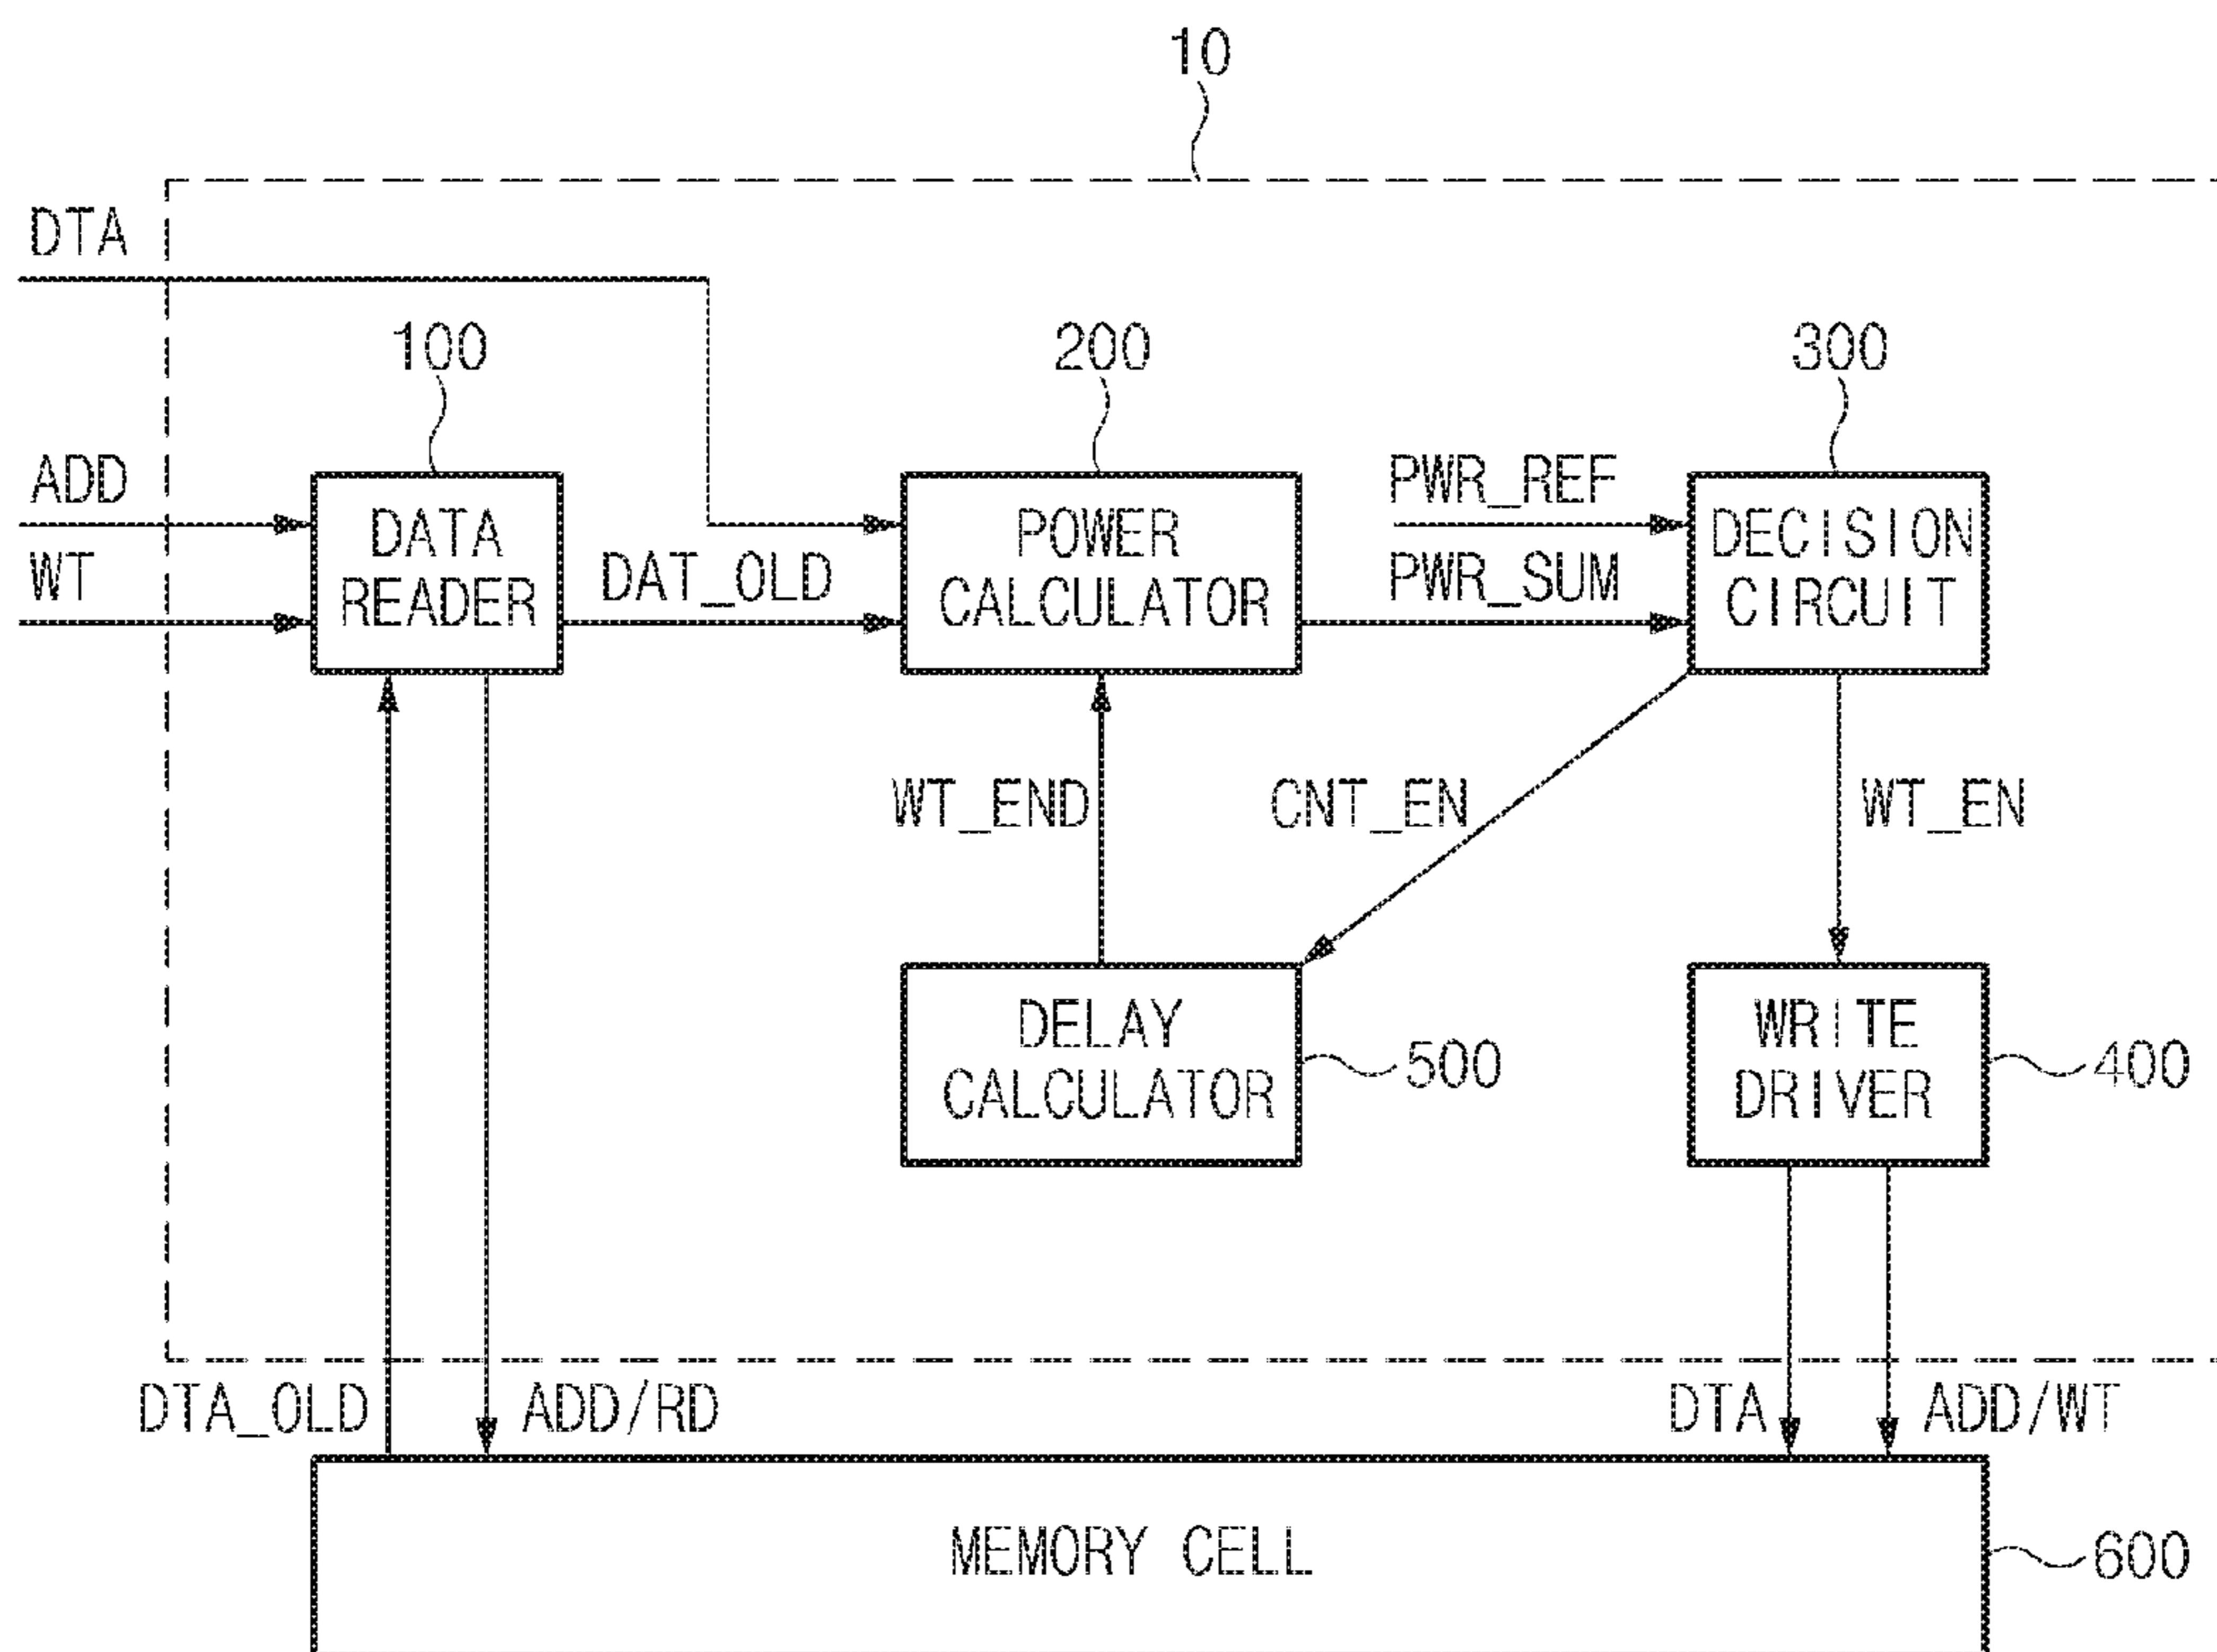 10
DTA
100
200
300
ADD
WT
DATA
READER
DAT_OLD
POWER
CALCULATOR
PWR_REF
PWR_SUM
DECISION
CIRCUIT
WT_END
CNT_EN
WT_EN
DELAY
CALCULATOR
500
WRITE
DRIVER
400
DTA_OLD
ADD/RD
DTA
ADD/WT
MEMORY CELL
600